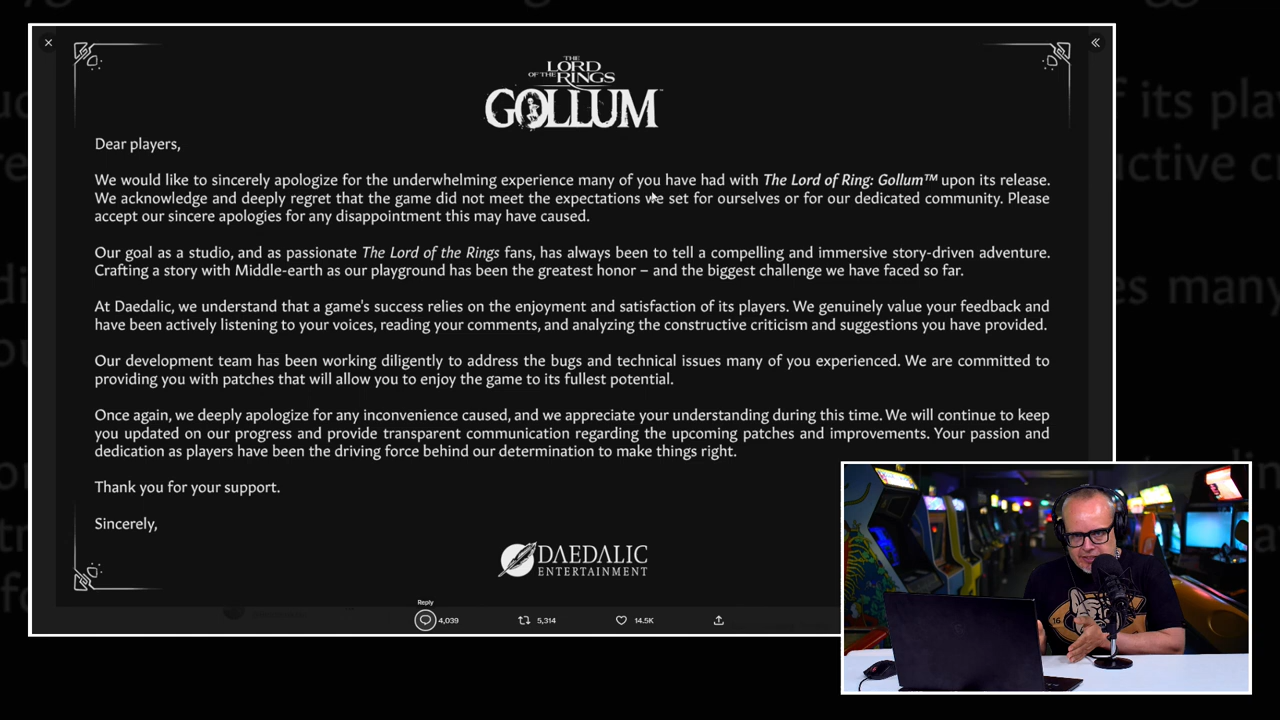 THE
LORD
OF THE RINGS
GOLLUM™
Dear players,
We would like to sincerely apologize for the underwhelming experience many of you have had with The Lord of Ring: Gollum™ upon its release.
We acknowledge and deeply regret that the game did not meet the expectations we set for ourselves or for our dedicated community. Please
accept our sincere apologies for any disappointment this may have caused.
Our goal as a studio, and as passionate The Lord of the Rings fans, has always been to tell a compelling and immersive story-driven adventure.
Crafting a story with Middle-earth as our playground has been the greatest honor – and the biggest challenge we have faced so far.
At Daedalic, we understand that a game's success relies on the enjoyment and satisfaction of its players. We genuinely value your feedback and
have been actively listening to your voices, reading your comments, and analyzing the constructive criticism and suggestions you have provided.
Our development team has been working diligently to address the bugs and technical issues many of you experienced. We are committed to
providing you with patches that will allow you to enjoy the game to its fullest potential.
Once again, we deeply apologize for any inconvenience caused, and we appreciate your understanding during this time. We will continue to keep
you updated on our progress and provide transparent communication regarding the upcoming patches and improvements. Your passion and
dedication as players have been the driving force behind our determination to make things right.
Thank you for your support.
Sincerely,
DAEDALIC
ENTERTAINMENT
Reply
4,039 5,314 14.5K